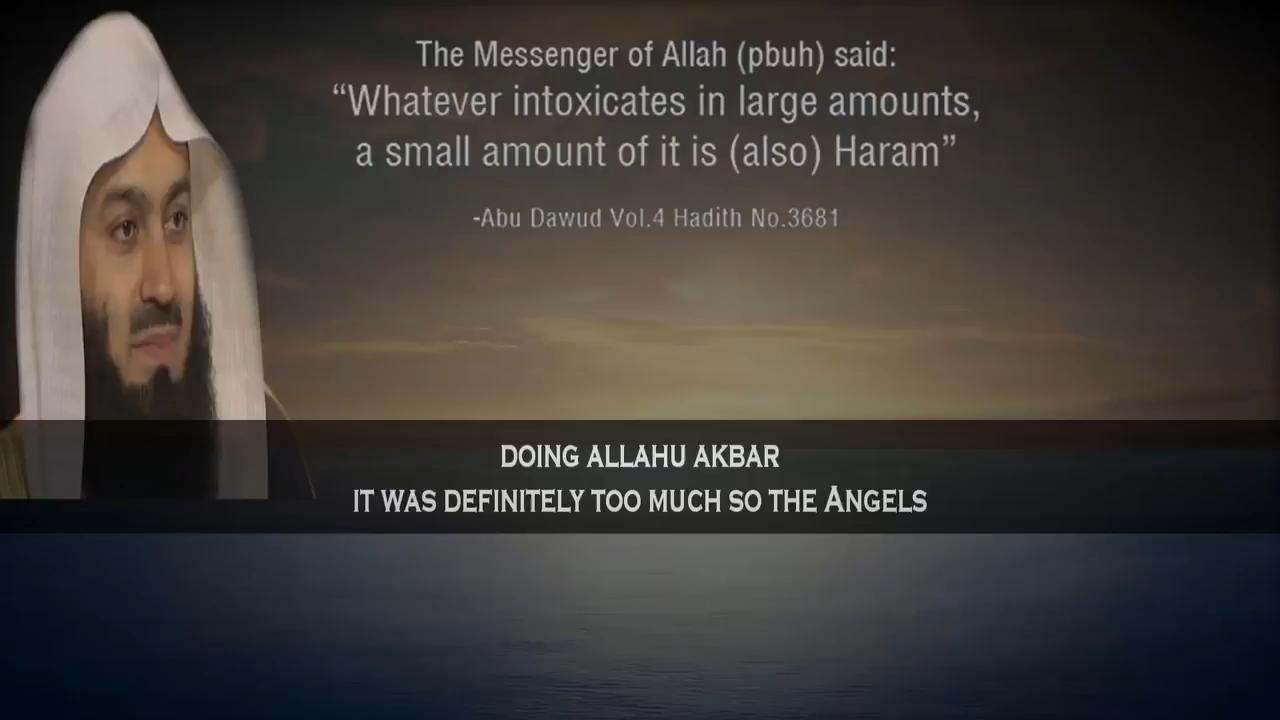 The Messenger of Allah (pbuh) said:
“Whatever intoxicates in large amounts,
a small amount of it is (also) Haram”
-Abu Dawud Vol.4 Hadith No.3681
DOING ALLAHU AKBAR
IT WAS DEFINITELY TOO MUCH SO THE ANGELS